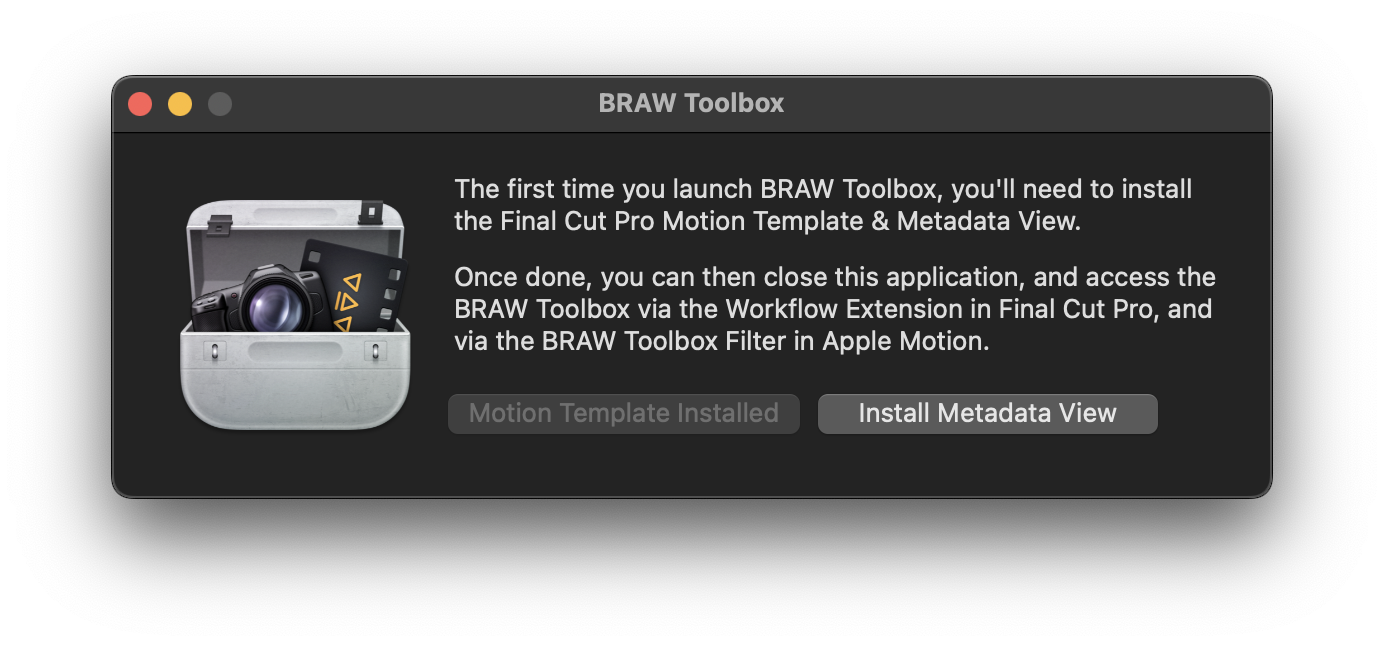 BRAW Toolbox
The first time you launch BRAW Toolbox, you'll need to install
the Final Cut Pro Motion Template & Metadata View.
Once done, you can then close this application, and access the
BRAW Toolbox via the Workflow Extension in Final Cut Pro, and
via the BRAW Toolbox Filter in Apple Motion.
Motion Template Installed
Install Metadata View